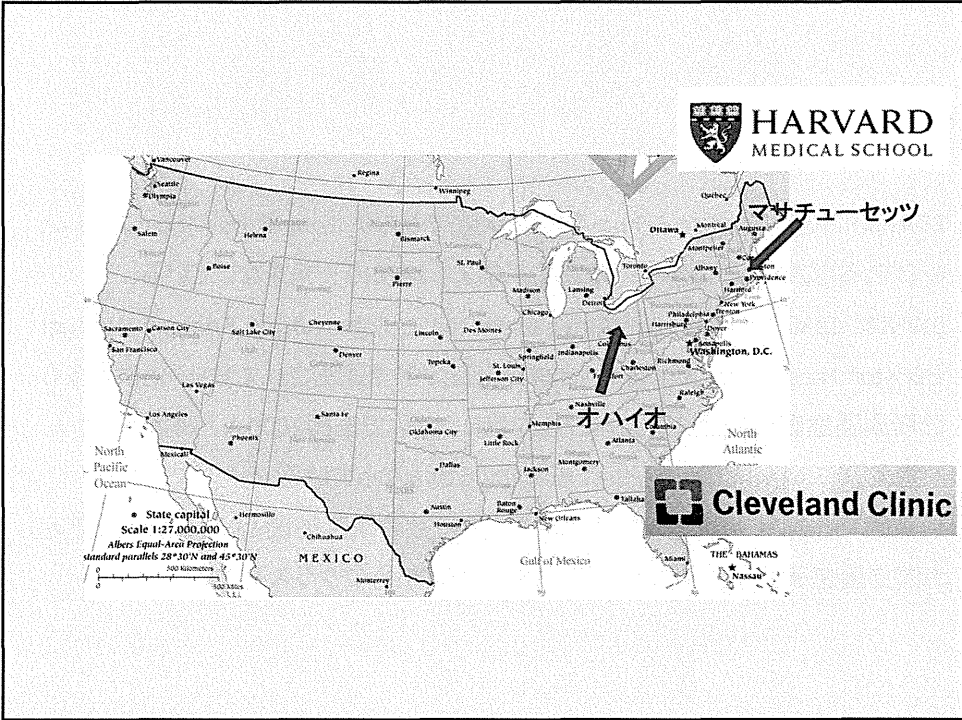 HARVARD
MEDICAL SCHOOL
Vancouver
Regina
Winnipeg
Seattle
Olympia
Québec
マサチューセッツ
Ottawa
Montréal
Augusta
Salem
Helena
Bismarck
Montpelier
St. Paul
Toronto
Albany
Providence
Boise
Pierre
Madison
Lansing
Hartford
Detroit
New York
Chicago
Philadelphia
Trenton
Harrisburg
Dover
Sacramento
Carson City
Salt Lake City
Cheyenne
Lincoln
Des Moines
Annapolis
San Francisco
Denver
Springfield
Indianapolis
Washington, D.C.
Topeka
St. Louis
Jefferson City
Charleston
Richmond
Las Vegas
Raleigh
Nashville
Los Angeles
Santa Fe
Oklahoma City
Memphis
オハイオ
Little Rock
Atlanta
Phoenix
North
Pacific
Ocean
Mexicali
North
Atlantic
Dallas
Jackson
Montgomery
Cleveland Clinic
State capital
Scale 1:27,000,000
Albers Equal-Area Projection
standard parallels 28°30'N and 45°30'N
0 500 Kilometers
0 500 Miles
Hermosillo
Chihuahua
Austin
Houston
Baton
Rouge
New Orleans
MEXICO
Monterrey
Gulf of Mexico
Miami
THE BAHAMAS
Nassau